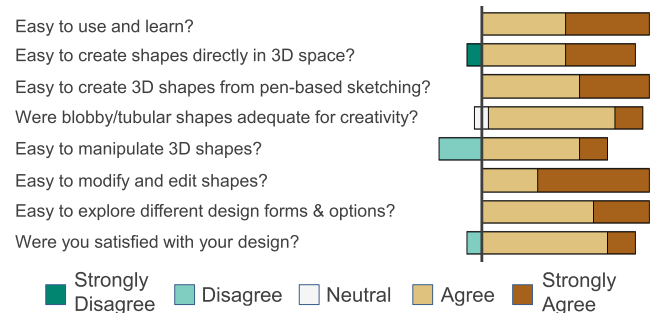 Easy to use and learn?
Easy to create shapes directly in 3D space?
Easy to create 3D shapes from pen-based sketching?
Were blobby/tubular shapes adequate for creativity?
Easy to manipulate 3D shapes?
Easy to modify and edit shapes?
Easy to explore different design forms & options?
Were you satisfied with your design?
Strongly
Disagree
Disagree
Neutral
Agree
Strongly
Agree